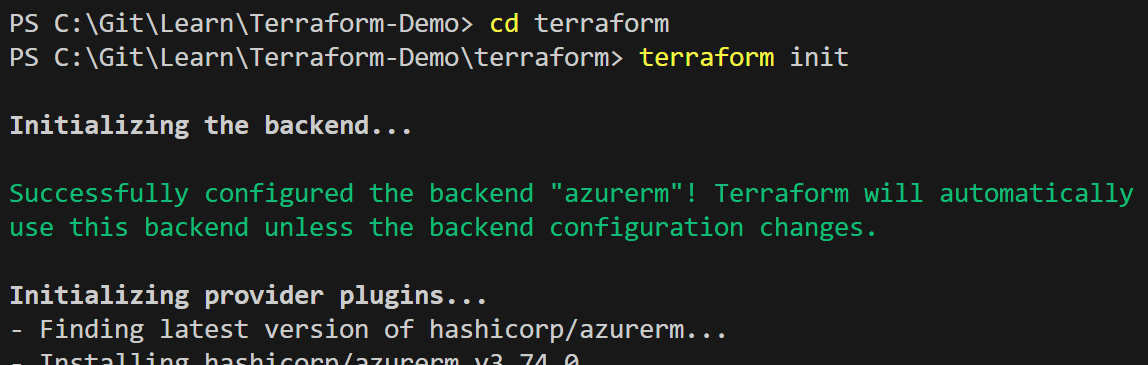 PS C:\Git\Learn\Terraform-Demo> cd terraform
PS C:\Git\Learn\Terraform-Demo\terraform> terraform init
Initializing the backend...
Successfully configured the backend "azurerm"! Terraform will automatically
use this backend unless the backend configuration changes.
Initializing provider plugins...
- Finding latest version of hashicorp/azurerm...
- Installing hashicorp/azurerm v3.74.0